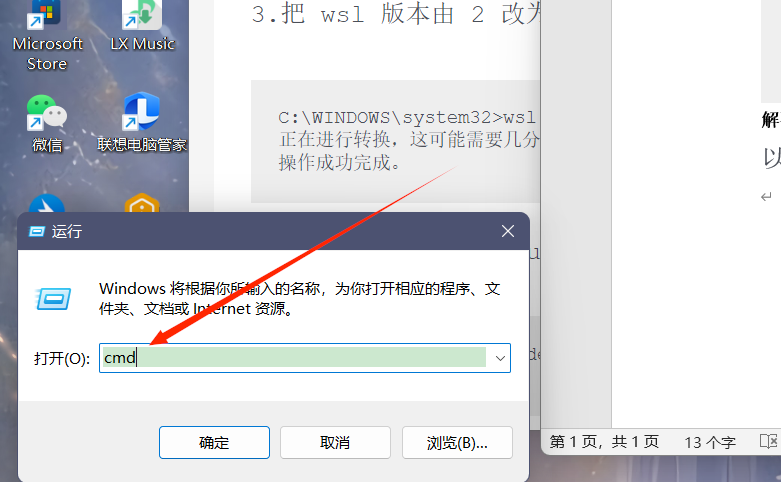 Microsoft
Store
LX Music
微信
联想电脑管家
3.把 wsl 版本由 2 改为
C:\WINDOWS\system32>wsl
正在进行转换，这可能需要几分
操作成功完成。
运行
Windows 将根据你所输入的名称，为你打开相应的程序、文
件夹、文档或 Internet 资源。
打开(O):
cmd
确定
取消
浏览(B)...
解
以
第 1 页，共 1 页
13 个字